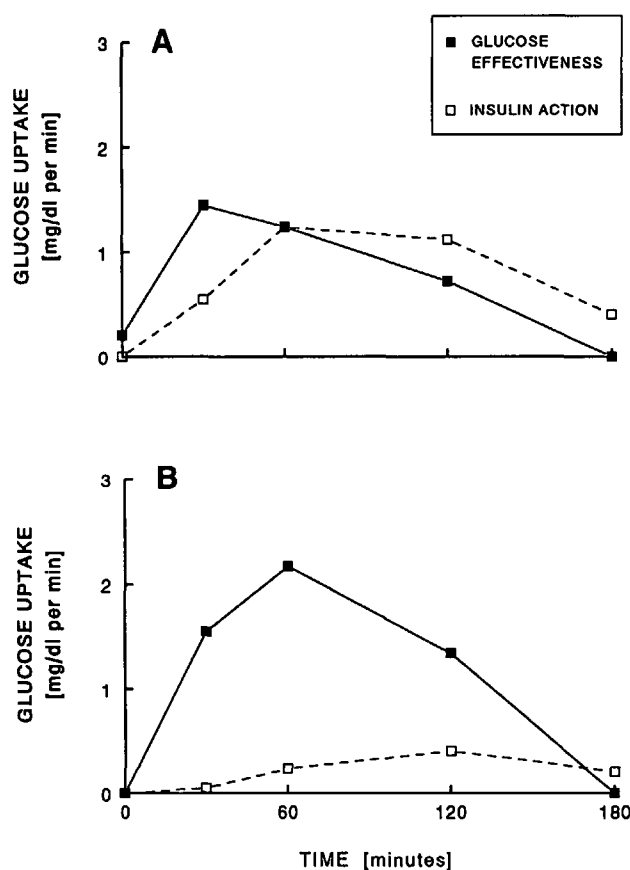 A
GLUCOSE UPTAKE
[mg/dl per min]
3
2
1
0
GLUCOSE
EFFECTIVENESS
INSULIN ACTION
B
GLUCOSE UPTAKE
[mg/dl per min]
3
2
1
0
0 60 120 180
TIME [minutes]